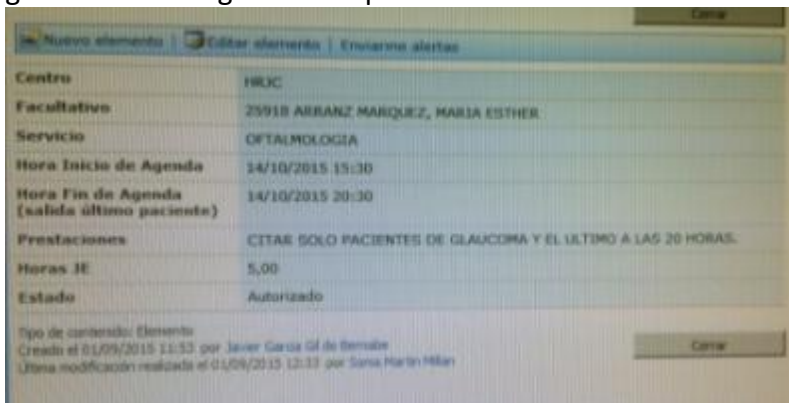 Cerrar
Nuevo elemento | Editar elemento | Enviarme alertas
Centro HRJC
Facultativo 25918 ARRANZ MARQUEZ, MARIA ESTHER
Servicio OFTALMOLOGIA
Hora Inicio de Agenda 14/10/2015 15:30
Hora Fin de Agenda 14/10/2015 20:30
(salida último paciente)
Prestaciones CITAR SOLO PACIENTES DE GLAUCOMA Y EL ULTIMO A LAS 20 HORAS.
Horas JE 5,00
Estado Autorizado
Tipo de contenido: Elemento
Creado el 01/09/2015 11:53 por Javier Garcia Gil de Bernabe
Última modificación realizada el 01/09/2015 12:33 por Sonia Martin Millan
Cerrar